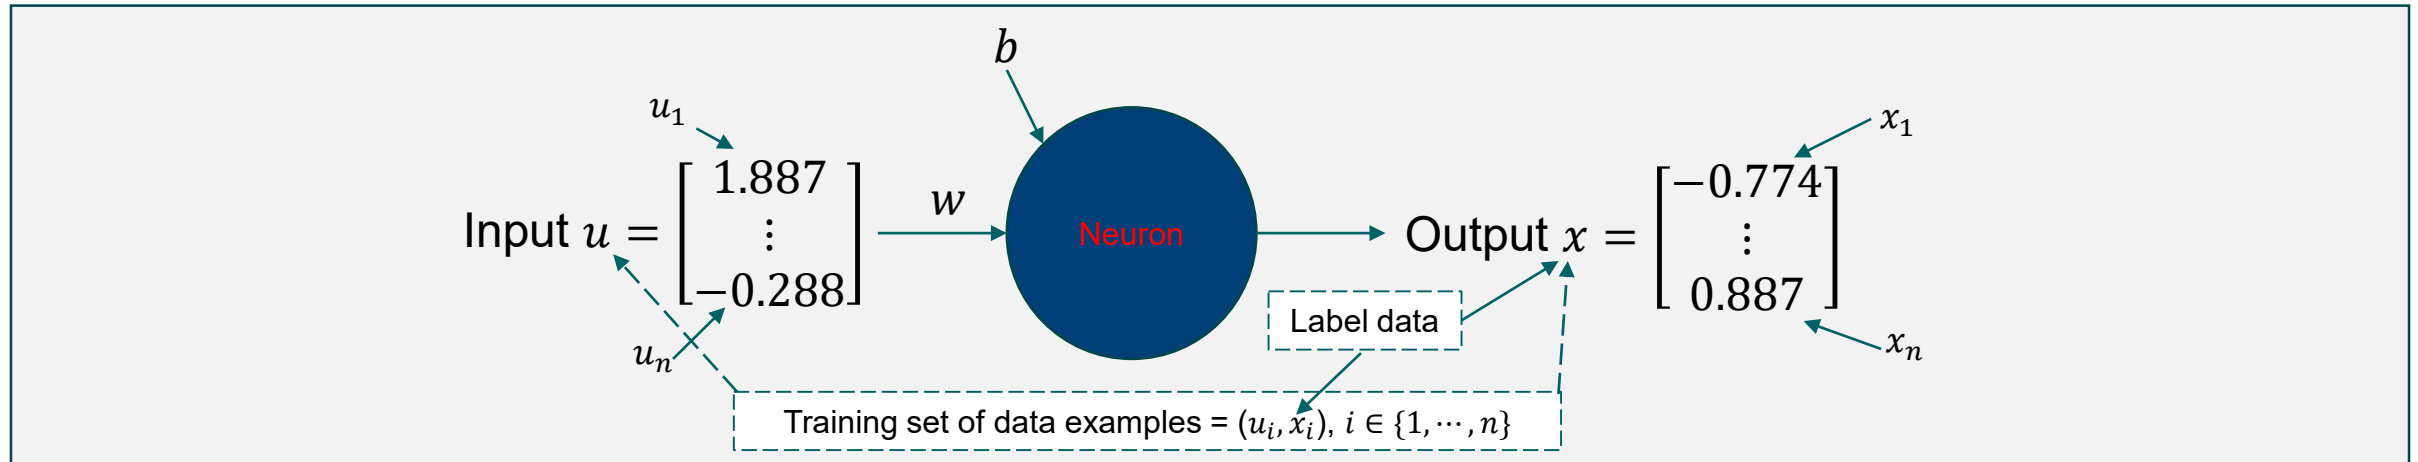 b
u₁
x₁
Input u = [1.887 ⋮ −0.288]
w
Neuron
Output x = [−0.774 ⋮ 0.887]
Label data
uₙ
xₙ
Training set of data examples = (uᵢ, xᵢ), i ∈ {1, ⋯, n}